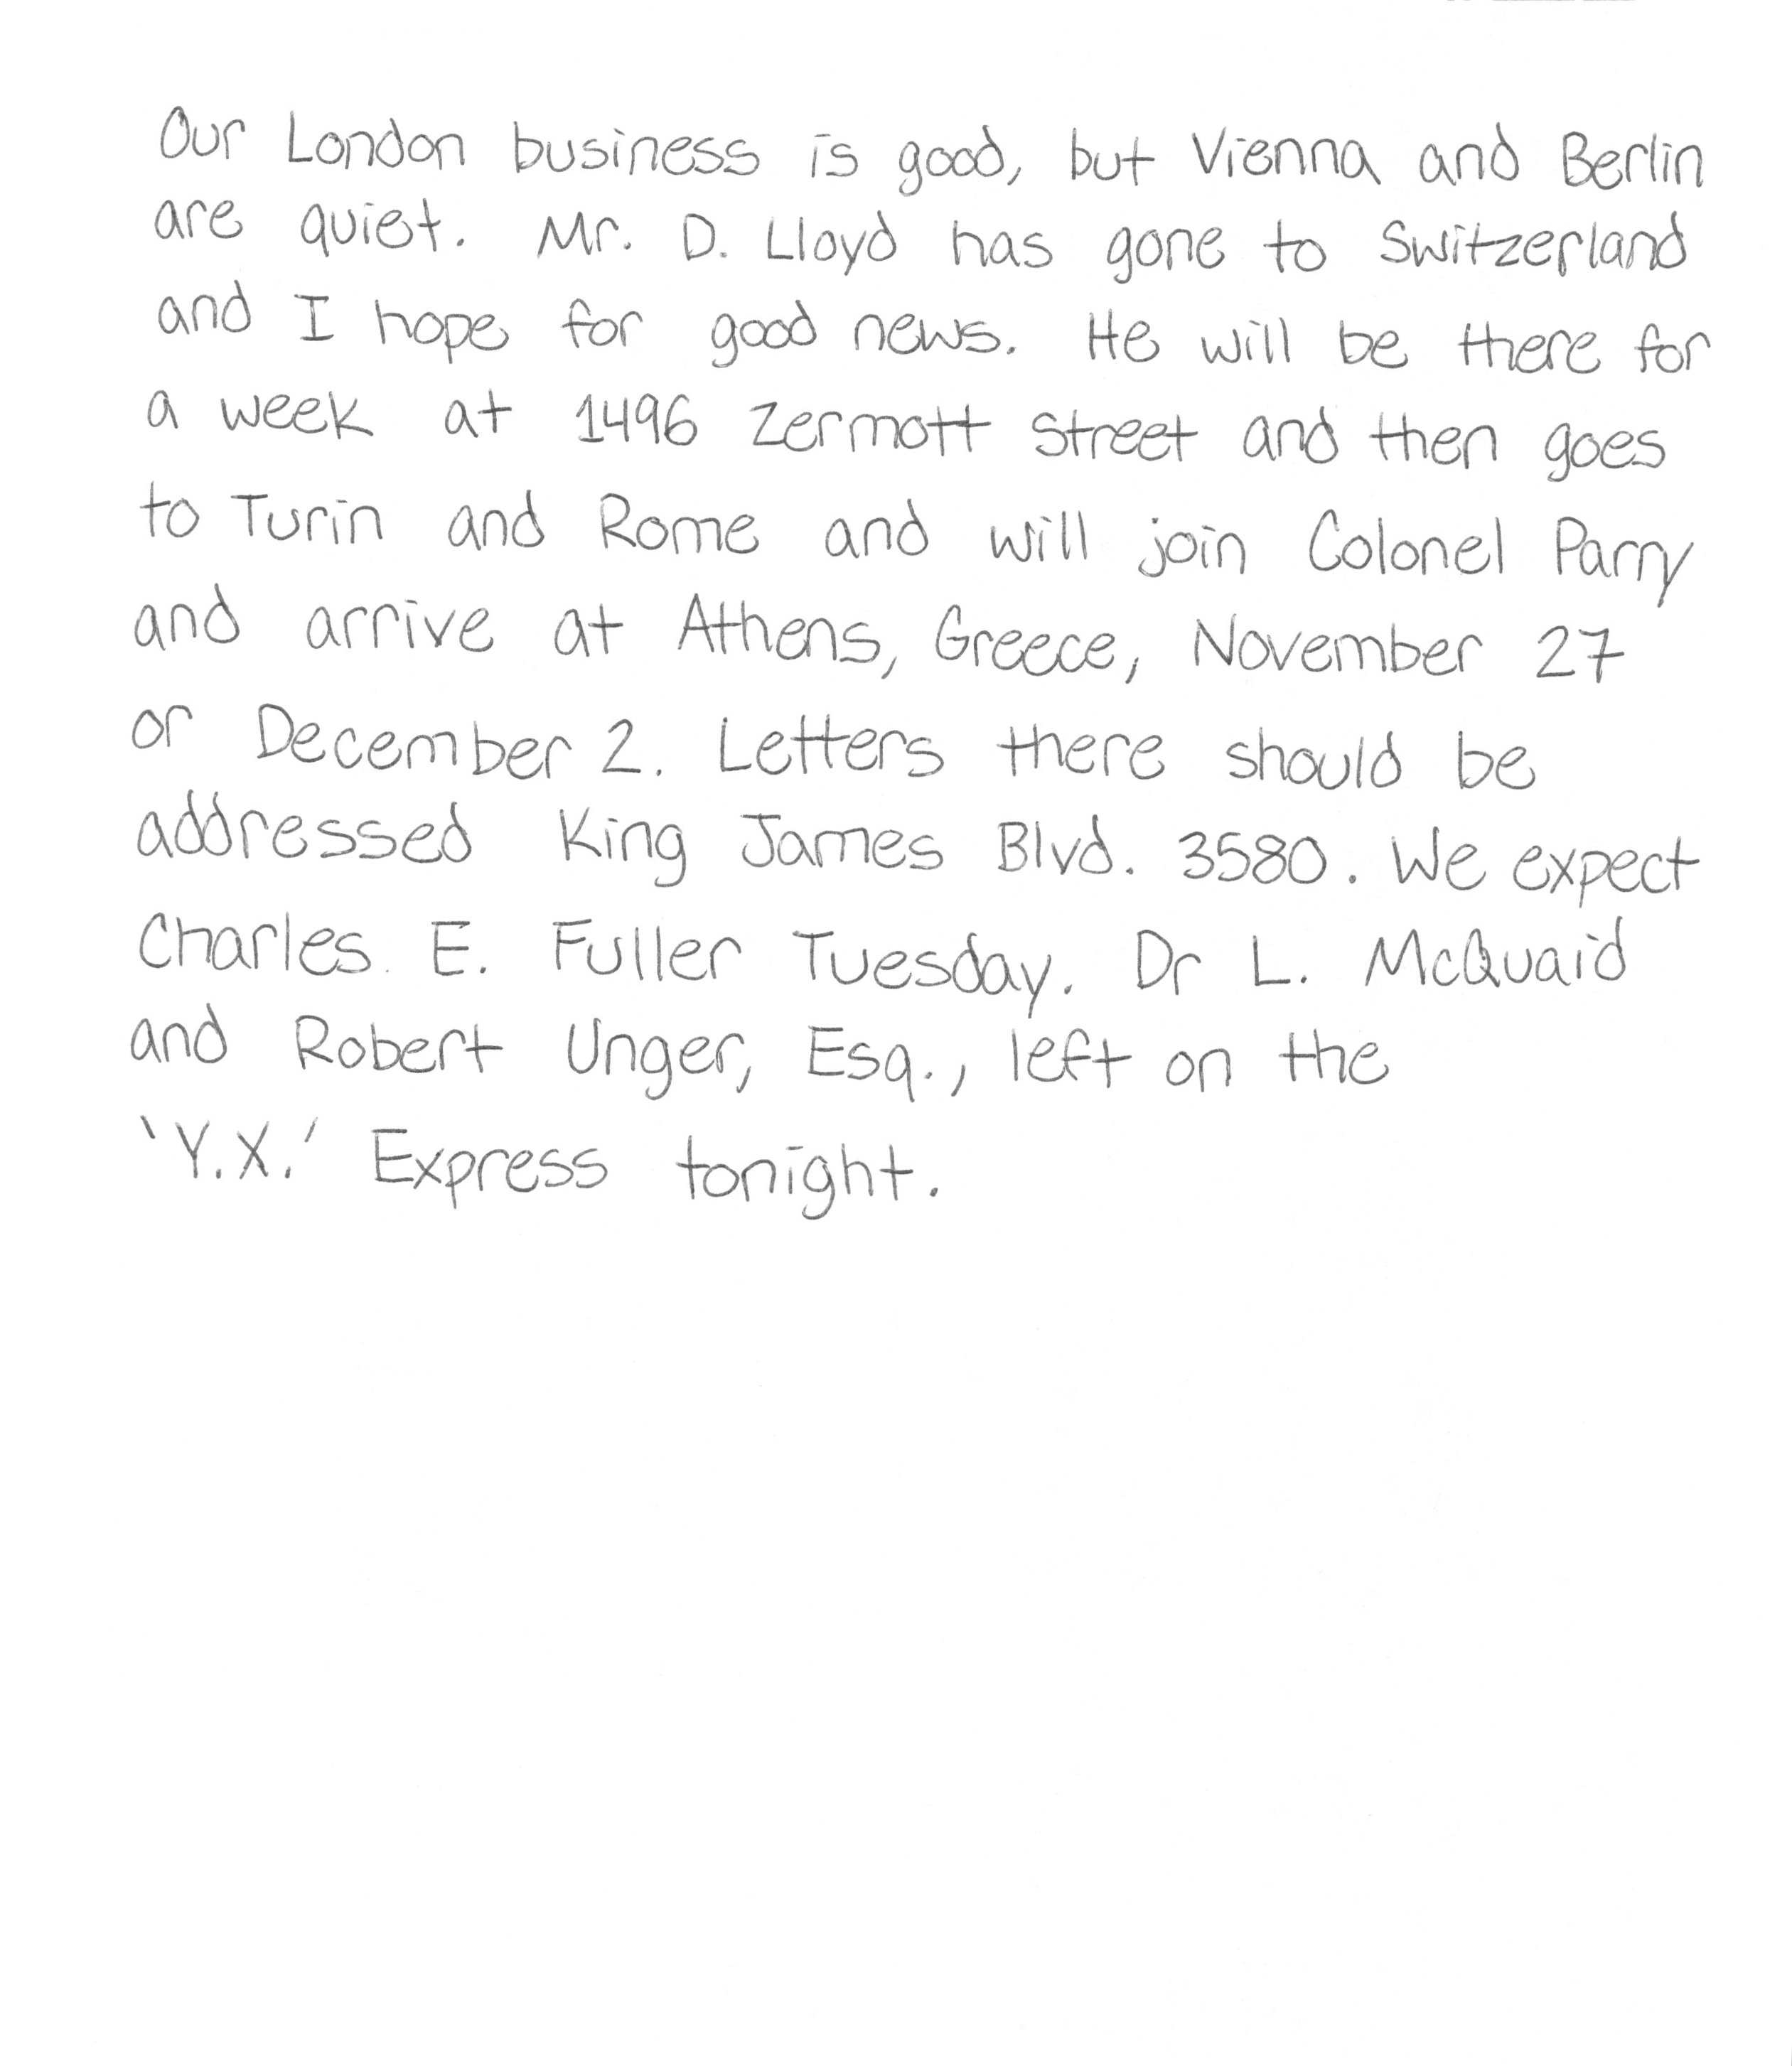 Our London business is good, but Vienna and Berlin
are quiet. Mr. D. Lloyd has gone to Switzerland
and I hope for good news. He will be there for
a week at 1496 Zermott Street and then goes
to Turin and Rome and will join Colonel Parry
and arrive at Athens, Greece, November 27
or December 2. Letters there should be
addressed King James Blvd. 3580. We expect
Charles E. Fuller Tuesday. Dr L. McQuaid
and Robert Unger, Esq., left on the
'Y.X.' Express tonight.